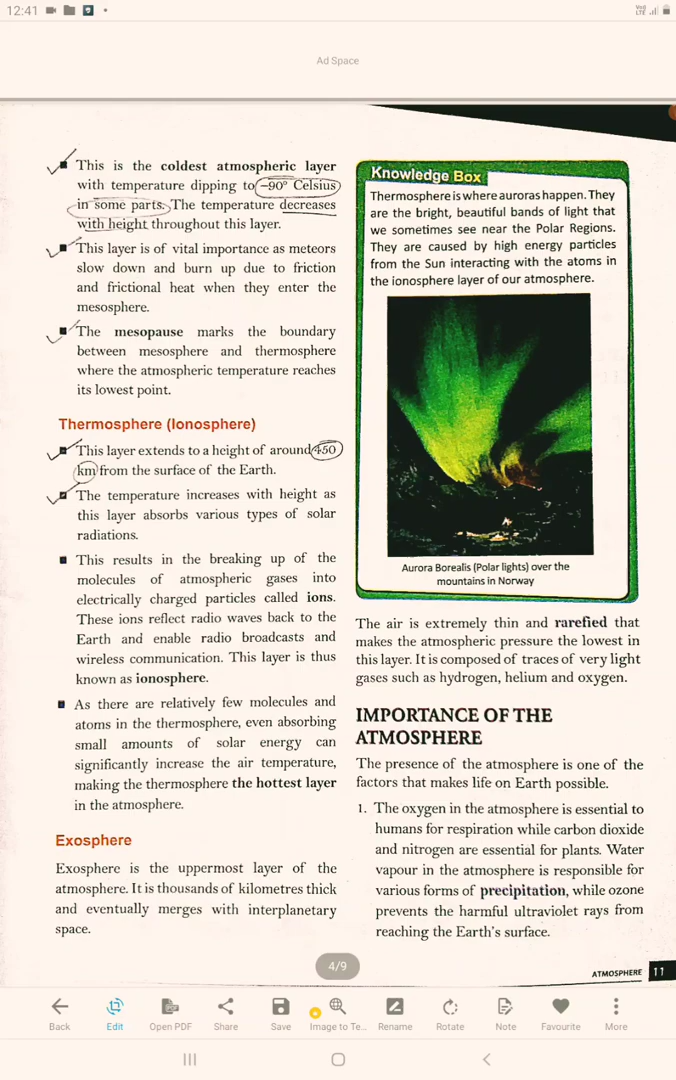 12:41
Vo))
LTE
Ad Space
■ This is the coldest atmospheric layer
with temperature dipping to –90° Celsius
in some parts. The temperature decreases
with height throughout this layer.
■ This layer is of vital importance as meteors
slow down and burn up due to friction
and frictional heat when they enter the
mesosphere.
■ The mesopause marks the boundary
between mesosphere and thermosphere
where the atmospheric temperature reaches
its lowest point.
Thermosphere (Ionosphere)
■ This layer extends to a height of around 450
km from the surface of the Earth.
■ The temperature increases with height as
this layer absorbs various types of solar
radiations.
■ This results in the breaking up of the
molecules of atmospheric gases into
electrically charged particles called ions.
These ions reflect radio waves back to the
Earth and enable radio broadcasts and
wireless communication. This layer is thus
known as ionosphere.
■ As there are relatively few molecules and
atoms in the thermosphere, even absorbing
small amounts of solar energy can
significantly increase the air temperature,
making the thermosphere the hottest layer
in the atmosphere.
Exosphere
Exosphere is the uppermost layer of the
atmosphere. It is thousands of kilometres thick
and eventually merges with interplanetary
space.
Knowledge Box
Thermosphere is where auroras happen. They
are the bright, beautiful bands of light that
we sometimes see near the Polar Regions.
They are caused by high energy particles
from the Sun interacting with the atoms in
the ionosphere layer of our atmosphere.
Aurora Borealis (Polar lights) over the
mountains in Norway
The air is extremely thin and rarefied that
makes the atmospheric pressure the lowest in
this layer. It is composed of traces of very light
gases such as hydrogen, helium and oxygen.
IMPORTANCE OF THE
ATMOSPHERE
The presence of the atmosphere is one of the
factors that makes life on Earth possible.
1. The oxygen in the atmosphere is essential to
humans for respiration while carbon dioxide
and nitrogen are essential for plants. Water
vapour in the atmosphere is responsible for
various forms of precipitation, while ozone
prevents the harmful ultraviolet rays from
reaching the Earth's surface.
4/9
ATMOSPHERE 11
Back
Edit
Open PDF
Share
Save
Image to Te...
Rename
Rotate
Note
Favourite
More